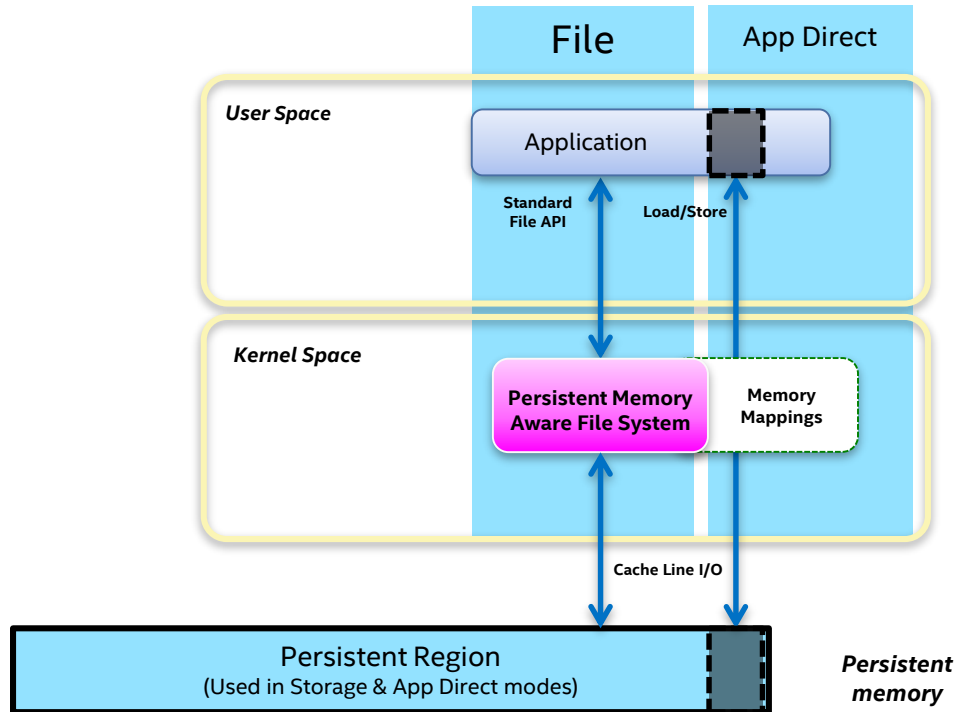 File
App Direct
User Space
Application
Standard
File API
Load/Store
Kernel Space
Persistent Memory
Aware File System
Memory
Mappings
Cache Line I/O
Persistent Region
(Used in Storage & App Direct modes)
Persistent
memory